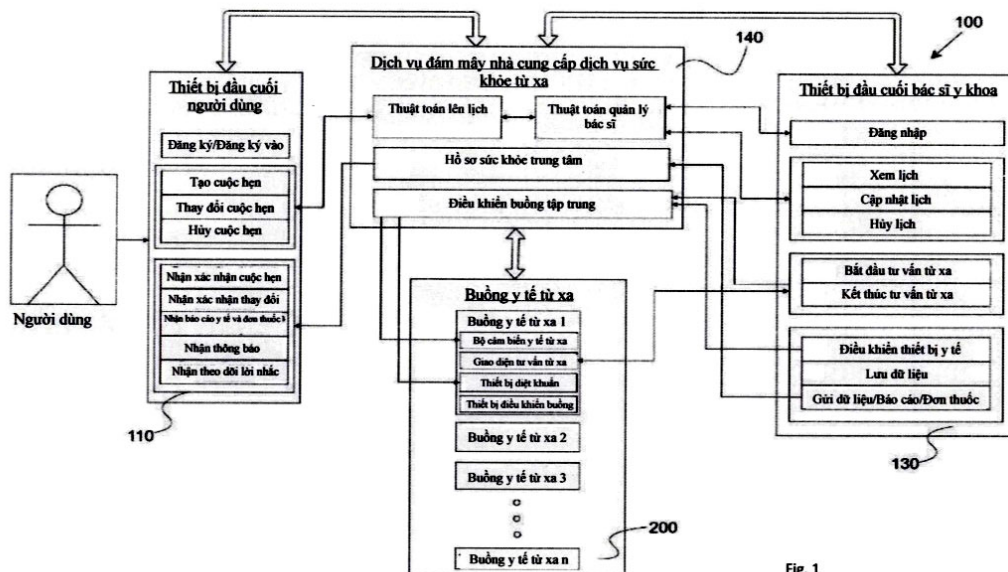 100
140
Thiết bị đầu cuối
người dùng
Đăng ký/Đăng ký vào
Tạo cuộc hẹn
Thay đổi cuộc hẹn
Hủy cuộc hẹn
Nhận xác nhận cuộc hẹn
Nhận xác nhận thay đổi
Nhận báo cáo y tế và đơn thuốc
Nhận thông báo
Nhận theo dõi lời nhắc
110
Người dùng
Dịch vụ đám mây nhà cung cấp dịch vụ sức
khỏe từ xa
Thuật toán lên lịch
Thuật toán quản lý
bác sĩ
Hồ sơ sức khỏe trung tâm
Điều khiển buồng tập trung
Buồng y tế từ xa
Buồng y tế từ xa 1
Bộ cảm biến y tế từ xa
Giao diện tư vấn từ xa
Thiết bị diệt khuẩn
Thiết bị điều khiển buồng
Buồng y tế từ xa 2
Buồng y tế từ xa 3
Buồng y tế từ xa n
200
Thiết bị đầu cuối bác sĩ y khoa
Đăng nhập
Xem lịch
Cập nhật lịch
Hủy lịch
Bắt đầu tư vấn từ xa
Kết thúc tư vấn từ xa
Điều khiển thiết bị y tế
Lưu dữ liệu
Gửi dữ liệu/Báo cáo/Đơn thuốc
130
Fig. 1